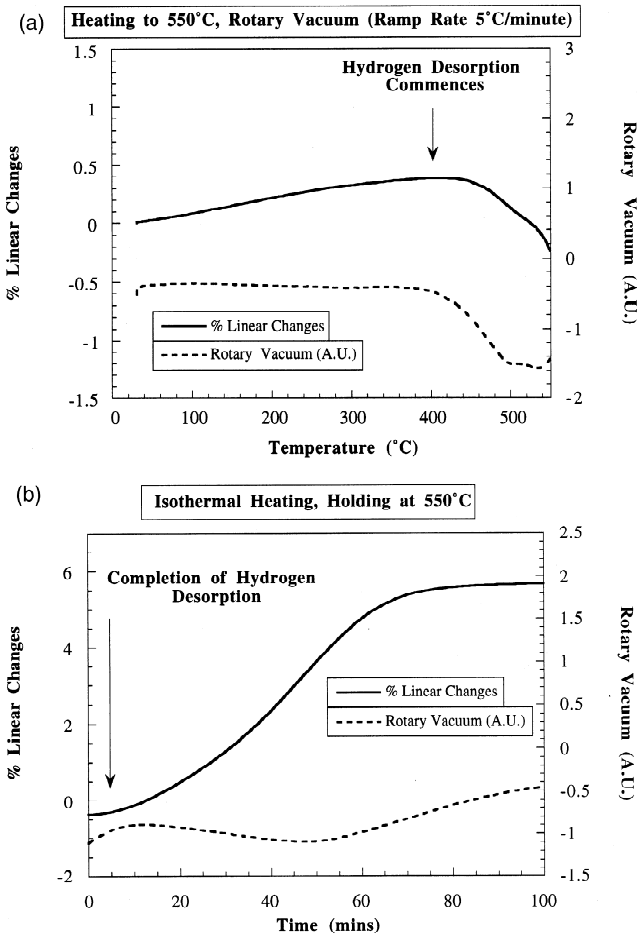 (a)
Heating to 550°C, Rotary Vacuum (Ramp Rate 5°C/minute)
Hydrogen Desorption
Commences
% Linear Changes
1.5
1
0.5
0
-0.5
-1
-1.5
Rotary Vacuum (A.U.)
3
2
1
0
-1
-2
% Linear Changes
Rotary Vacuum (A.U.)
0 100 200 300 400 500
Temperature (°C)
(b)
Isothermal Heating, Holding at 550°C
Completion of Hydrogen
Desorption
% Linear Changes
6
4
2
0
-2
Rotary Vacuum (A.U.)
2.5
2
1.5
1
0.5
0
-0.5
-1
-1.5
% Linear Changes
Rotary Vacuum (A.U.)
0 20 40 60 80 100
Time (mins)